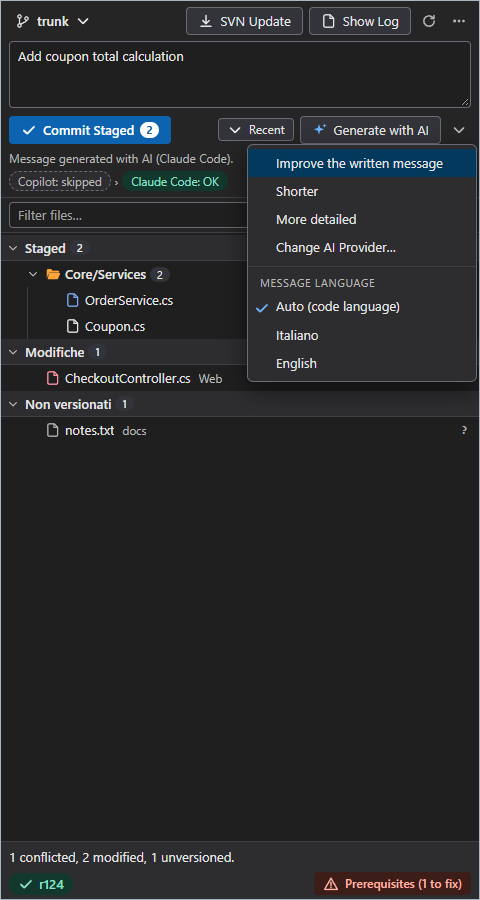 trunk
SVN Update
Show Log
Add coupon total calculation
Commit Staged 2
Recent
Generate with AI
Message generated with AI (Claude Code).
Copilot: skipped › Claude Code: OK
Filter files...
Improve the written message
Shorter
More detailed
Change AI Provider...
MESSAGE LANGUAGE
Auto (code language)
Italiano
English
Staged 2
Core/Services 2
OrderService.cs
Coupon.cs
Modifiche 1
CheckoutController.cs Web
Non versionati 1
notes.txt docs ?
1 conflicted, 2 modified, 1 unversioned.
r124
Prerequisites (1 to fix)